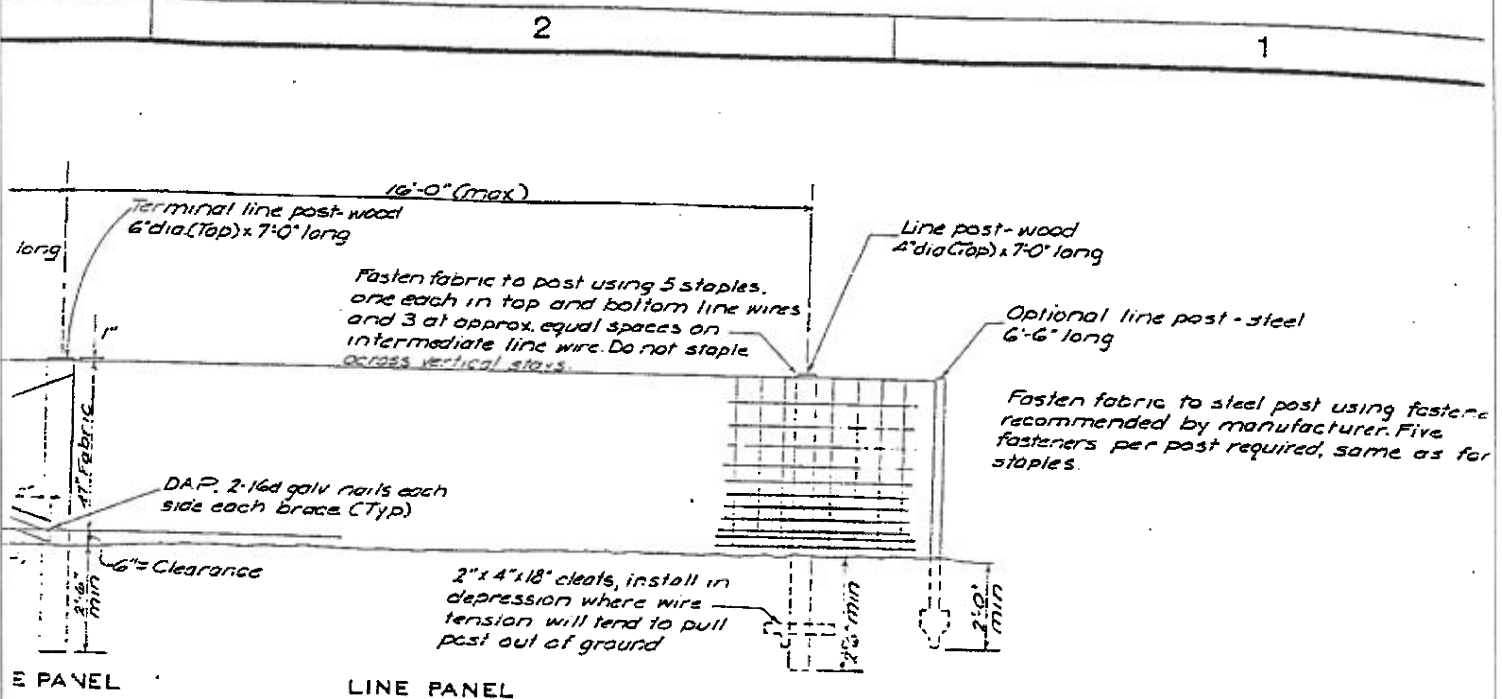 2
1
16'-0" (max)
Terminal line post-wood
6" dia.(Top) x 7'-0" long
long
Line post-wood
4" dia(Top) x 7'-0" long
Fasten fabric to post using 5 staples,
one each in top and bottom line wires
and 3 at approx. equal spaces on
intermediate line wire. Do not staple
across vertical stays.
Optional line post - steel
6'-6" long
1"
47" Fabric
Fasten fabric to steel post using
recommended by manufacturer. Five
fasteners per post required, same as for
staples.
DAP. 2-16d galv nails each
side each brace (Typ)
6"= Clearance
2'-6"
min
2"x 4"x 18" cleats, install in
depression where wire
tension will tend to pull
post out of ground
2'-6" min
2'-0"
min
E PANEL
LINE PANEL